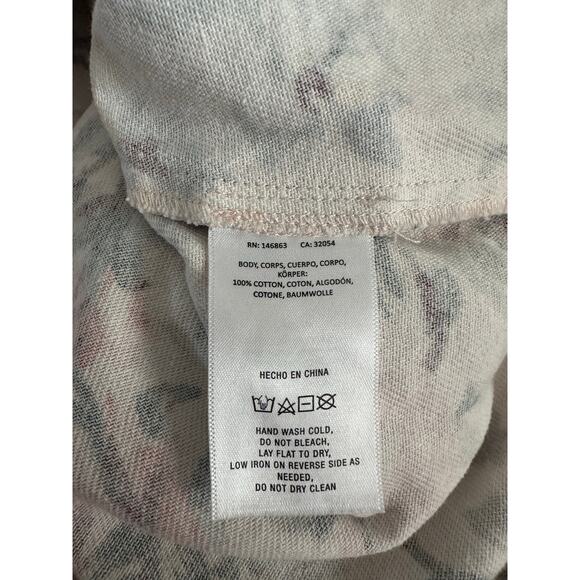 RN: 146863 CA: 32054
BODY, CORPS, CUERPO, CORPO,
KÖRPER:
100% COTTON, COTON, ALGODÓN,
COTONE, BAUMWOLLE
HECHO EN CHINA
HAND WASH COLD,
DO NOT BLEACH,
LAY FLAT TO DRY,
LOW IRON ON REVERSE SIDE AS
NEEDED,
DO NOT DRY CLEAN